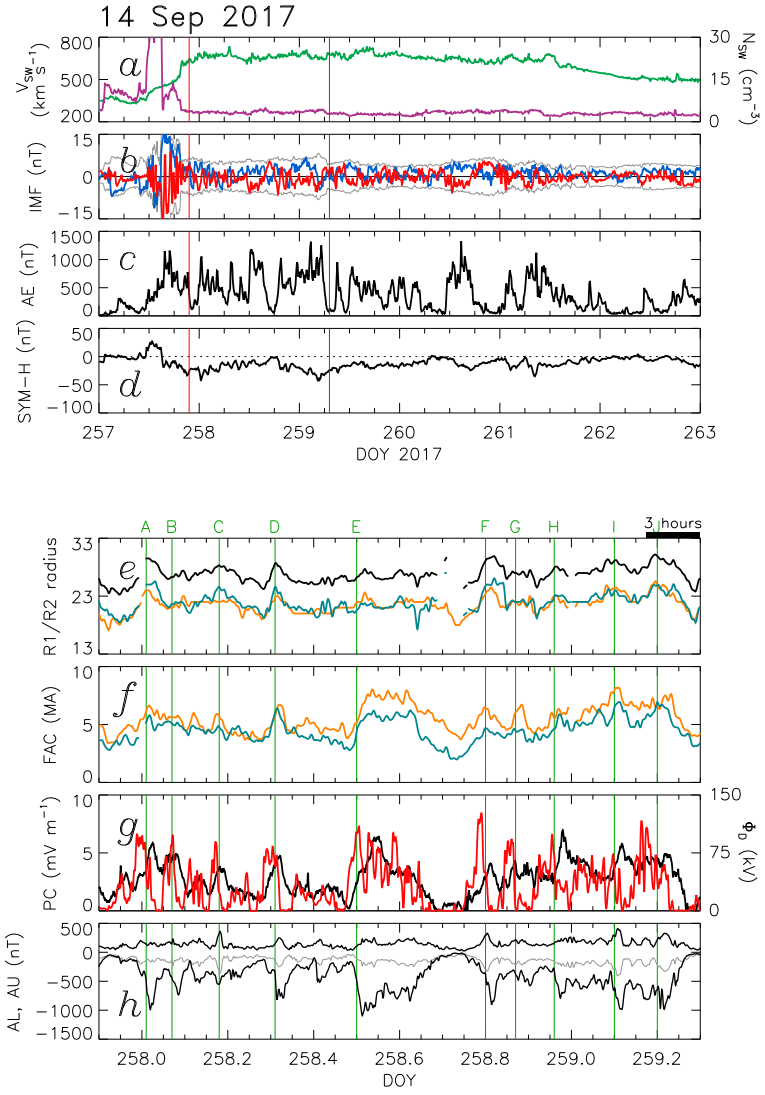 14 Sep 2017
800
500
200
V_SW (km s⁻¹)
30
15
0
N_SW (cm⁻³)
a
15
0
−15
IMF (nT)
b
1500
1000
500
0
AE (nT)
c
50
0
−50
−100
SYM−H (nT)
d
257 258 259 260 261 262 263
DOY 2017
A B C D E F G H I J
3 hours
33
23
13
R1/R2 radius
e
10
5
0
FAC (MA)
f
10
5
0
PC (mV m⁻¹)
g
150
75
0
Φ_D (kV)
500
0
−500
−1000
−1500
AL, AU (nT)
h
258.0 258.2 258.4 258.6 258.8 259.0 259.2
DOY